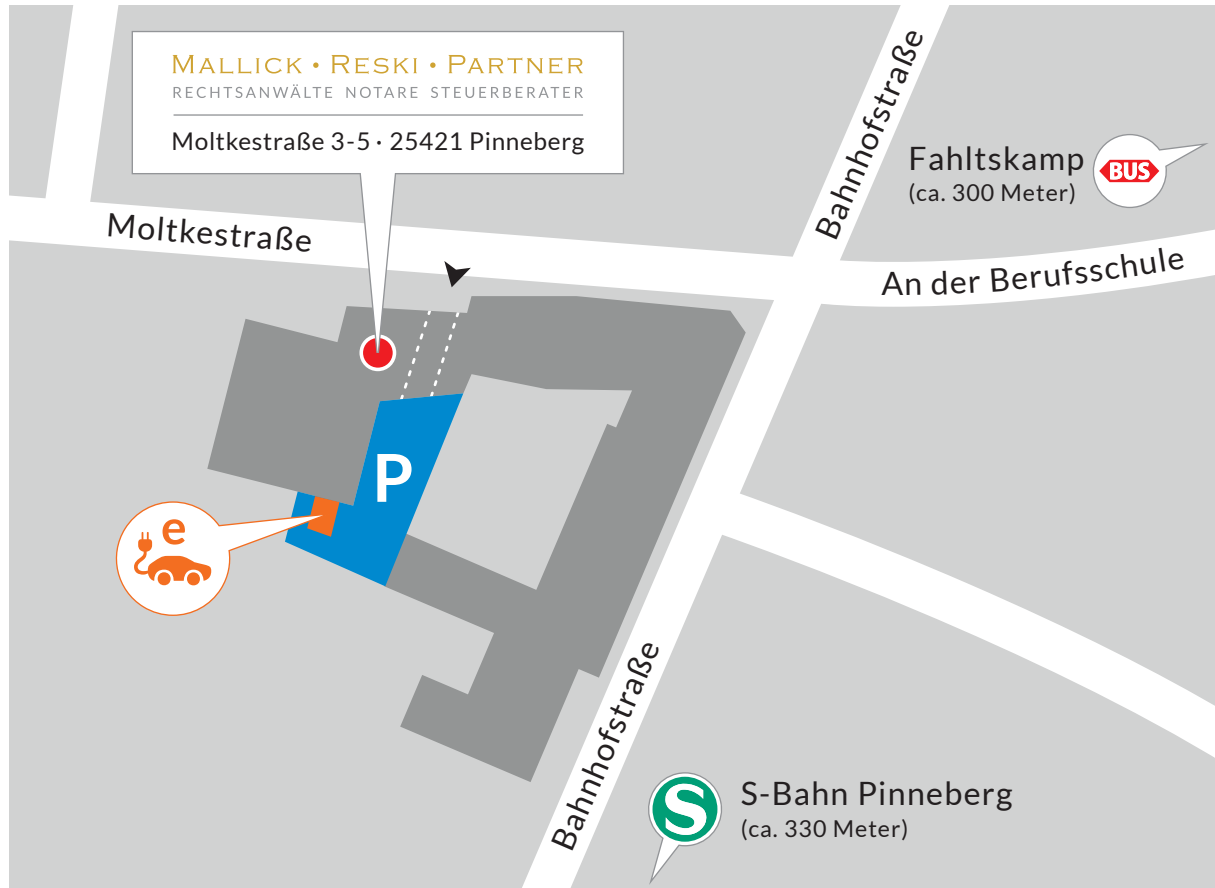 MALLICK • RESKI • PARTNER
RECHTSANWÄLTE NOTARE STEUERBERATER
Moltkestraße 3-5 · 25421 Pinneberg
Bahnhofstraße
Fahltskamp
(ca. 300 Meter)
BUS
Moltkestraße
An der Berufsschule
P
e
Bahnhofstraße
S
S-Bahn Pinneberg
(ca. 330 Meter)